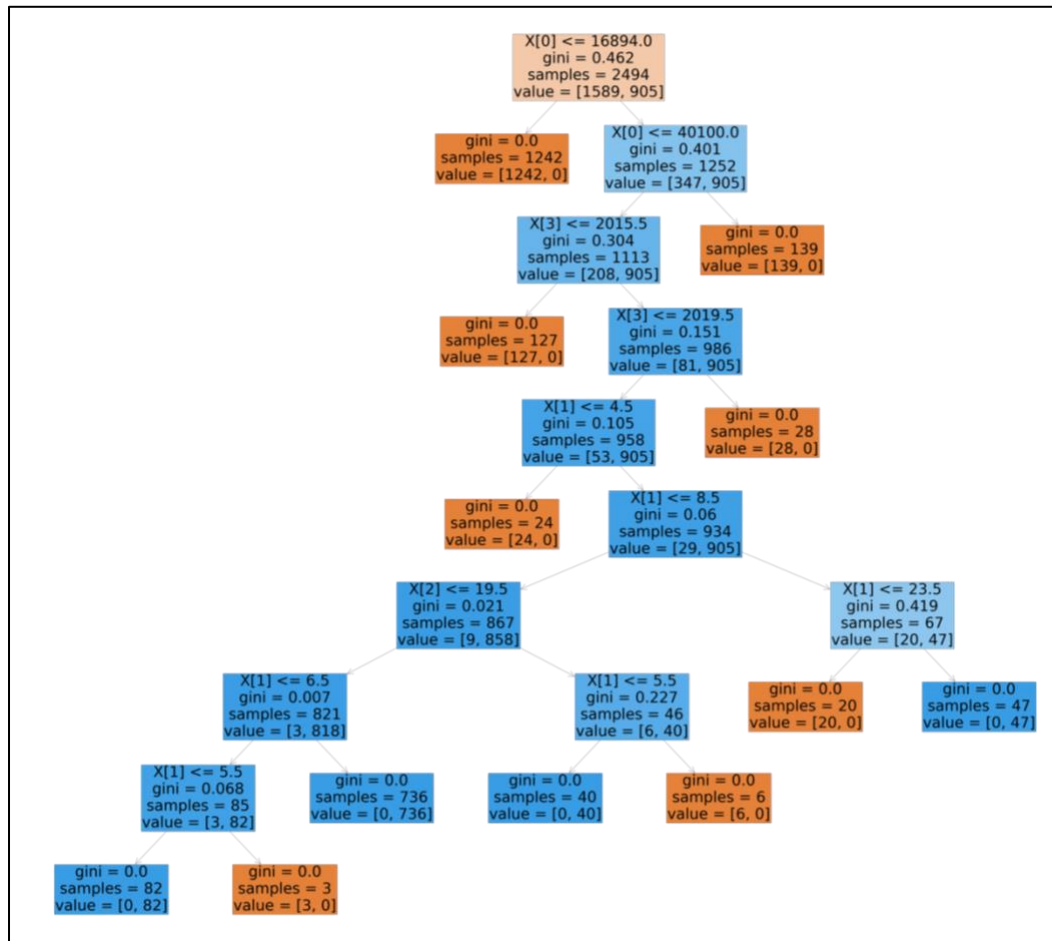 X[0] <= 16894.0
gini = 0.462
samples = 2494
value = [1589, 905]
gini = 0.0
samples = 1242
value = [1242, 0]
X[0] <= 40100.0
gini = 0.401
samples = 1252
value = [347, 905]
X[3] <= 2015.5
gini = 0.304
samples = 1113
value = [208, 905]
gini = 0.0
samples = 139
value = [139, 0]
gini = 0.0
samples = 127
value = [127, 0]
X[3] <= 2019.5
gini = 0.151
samples = 986
value = [81, 905]
X[1] <= 4.5
gini = 0.105
samples = 958
value = [53, 905]
gini = 0.0
samples = 28
value = [28, 0]
gini = 0.0
samples = 24
value = [24, 0]
X[1] <= 8.5
gini = 0.06
samples = 934
value = [29, 905]
X[2] <= 19.5
gini = 0.021
samples = 867
value = [9, 858]
X[1] <= 23.5
gini = 0.419
samples = 67
value = [20, 47]
X[1] <= 6.5
gini = 0.007
samples = 821
value = [3, 818]
X[1] <= 5.5
gini = 0.227
samples = 46
value = [6, 40]
gini = 0.0
samples = 20
value = [20, 0]
gini = 0.0
samples = 47
value = [0, 47]
X[1] <= 5.5
gini = 0.068
samples = 85
value = [3, 82]
gini = 0.0
samples = 736
value = [0, 736]
gini = 0.0
samples = 40
value = [0, 40]
gini = 0.0
samples = 6
value = [6, 0]
gini = 0.0
samples = 82
value = [0, 82]
gini = 0.0
samples = 3
value = [3, 0]